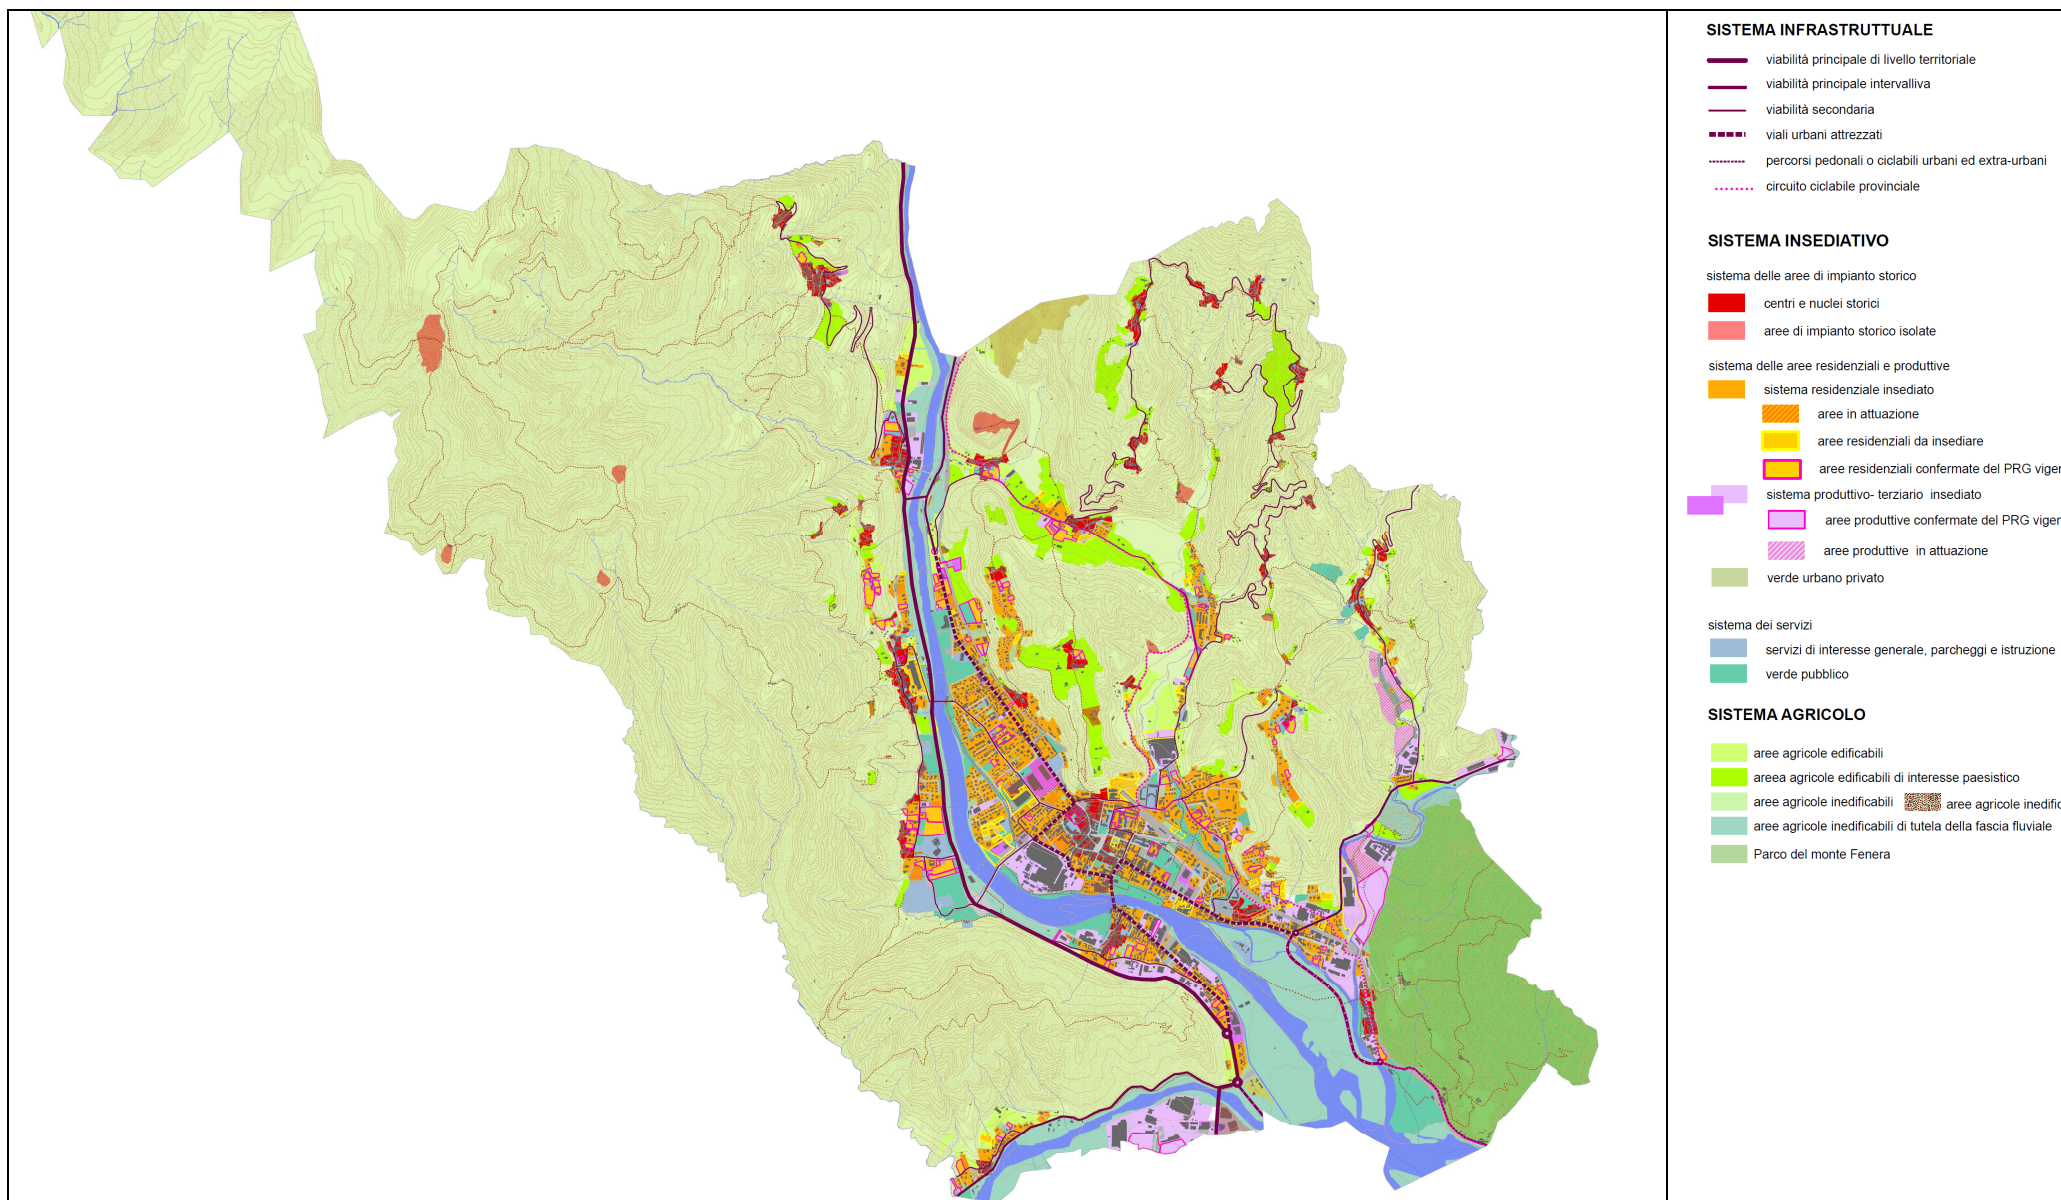 SISTEMA INFRASTRUTTUALE
viabilità principale di livello territoriale
viabilità principale intervalliva
viabilità secondaria
viali urbani attrezzati
percorsi pedonali o ciclabili urbani ed extra-urbani
circuito ciclabile provinciale
SISTEMA INSEDIATIVO
sistema delle aree di impianto storico
centri e nuclei storici
aree di impianto storico isolate
sistema delle aree residenziali e produttive
sistema residenziale insediato
aree in attuazione
aree residenziali da insediare
aree residenziali confermate del PRG viger
sistema produttivo- terziario insediato
aree produttive confermate del PRG viger
aree produttive in attuazione
verde urbano privato
sistema dei servizi
servizi di interesse generale, parcheggi e istruzione
verde pubblico
SISTEMA AGRICOLO
aree agricole edificabili
areea agricole edificabili di interesse paesistico
aree agricole inedificabili aree agricole inedific
aree agricole inedificabili di tutela della fascia fluviale
Parco del monte Fenera